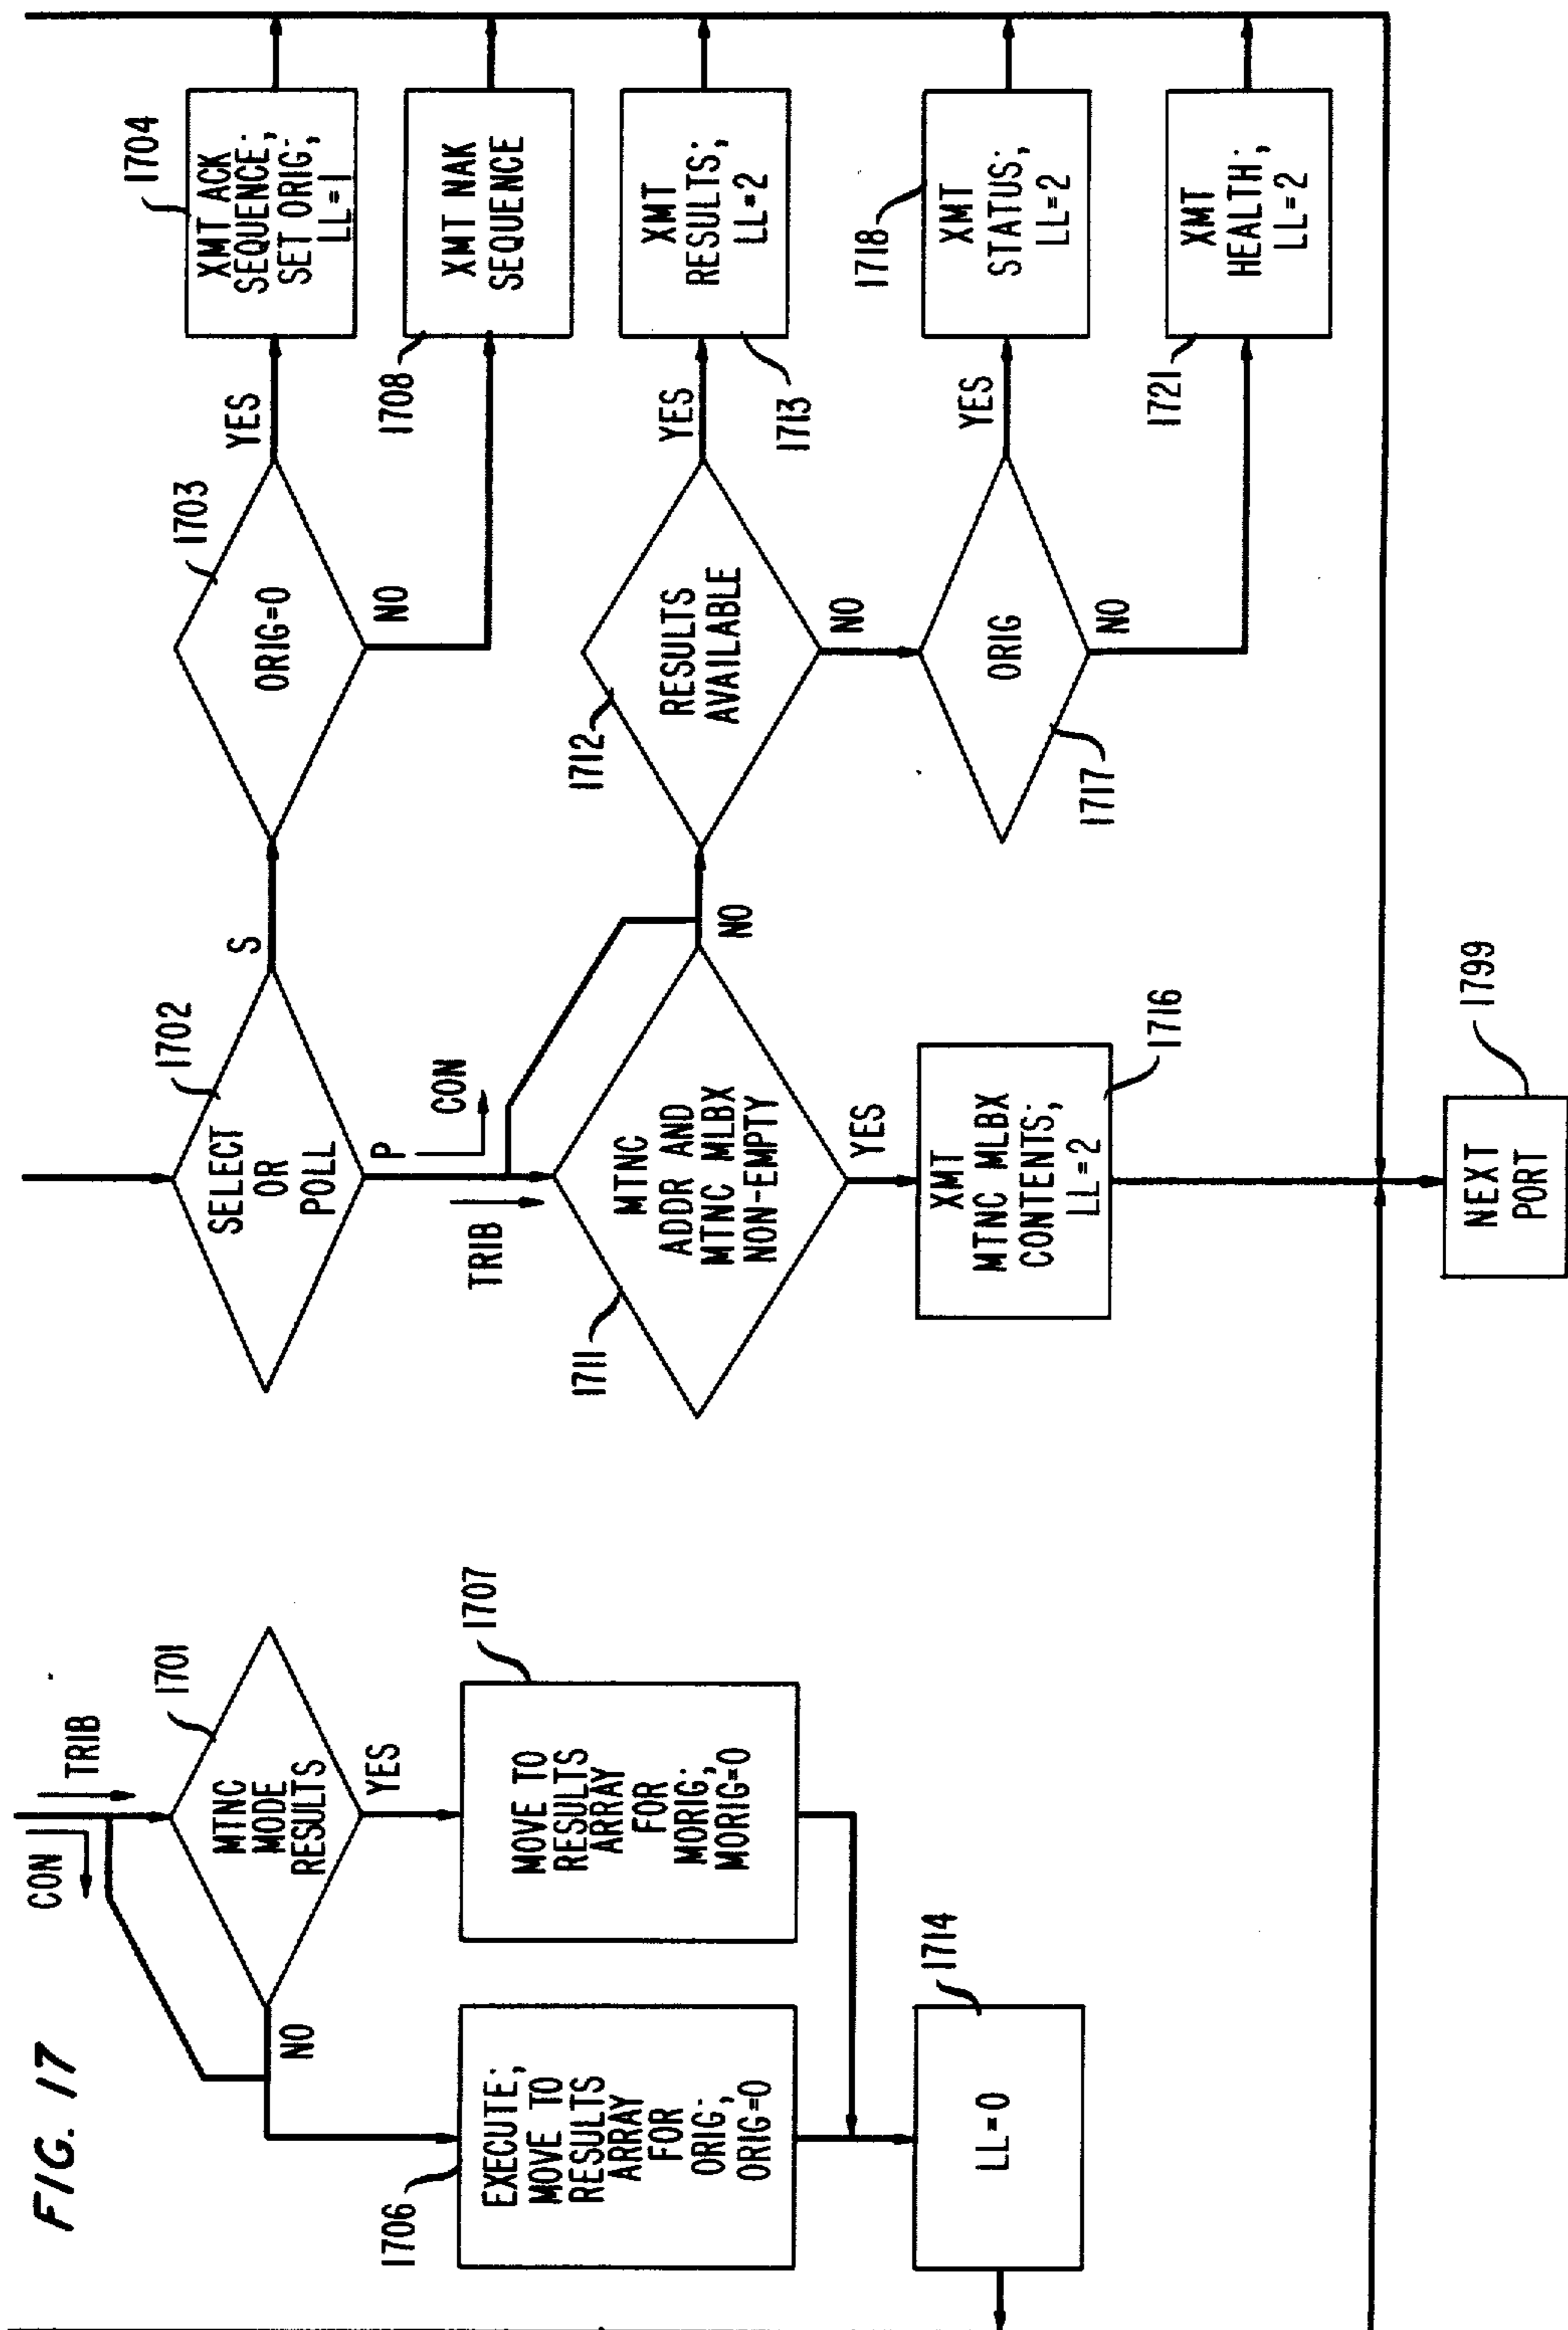 FIG. 17
CON
TRIB
1701
MTNC
MODE
RESULTS
NO
YES
1706
EXECUTE;
MOVE TO
RESULTS
ARRAY
FOR
ORIG;
ORIG=0
1707
MOVE TO
RESULTS
ARRAY
FOR
MORIG;
MORIG=0
1714
LL=0
1702
SELECT
OR
POLL
S
P
CON
TRIB
1703
ORIG=0
YES
NO
1704
XMT ACK
SEQUENCE;
SET ORIG;
LL=1
1708
XMT NAK
SEQUENCE
1711
MTNC
ADDR AND
MTNC MLBX
NON-EMPTY
NO
YES
1712
RESULTS
AVAILABLE
YES
NO
1713
XMT
RESULTS;
LL=2
1716
XMT
MTNC MLBX
CONTENTS;
LL=2
1717
ORIG
YES
NO
1718
XMT
STATUS;
LL=2
1721
XMT
HEALTH;
LL=2
1799
NEXT
PORT